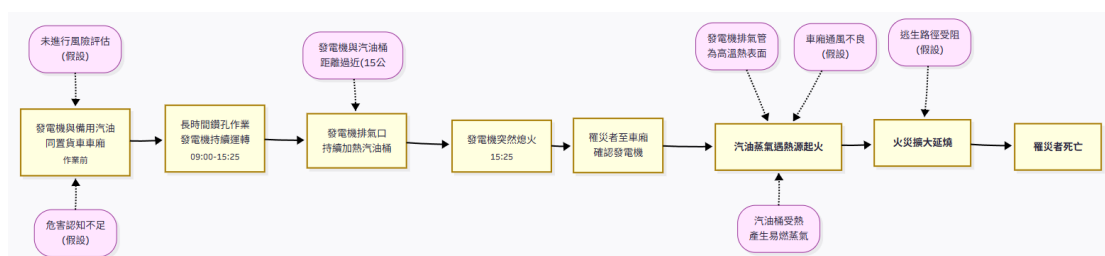 未進行風險評估
(假設)
發電機與汽油桶
距離過近(15公
發電機排氣管
為高溫熱表面
車廂通風不良
(假設)
逃生路徑受阻
(假設)
發電機與備用汽油
同置貨車車廂
作業前
長時間鑽孔作業
發電機持續運轉
09:00-15:25
發電機排氣口
持續加熱汽油桶
發電機突然熄火
15:25
罹災者至車廂
確認發電機
汽油蒸氣遇熱源起火
火災擴大延燒
罹災者死亡
危害認知不足
(假設)
汽油桶受熱
產生易燃蒸氣